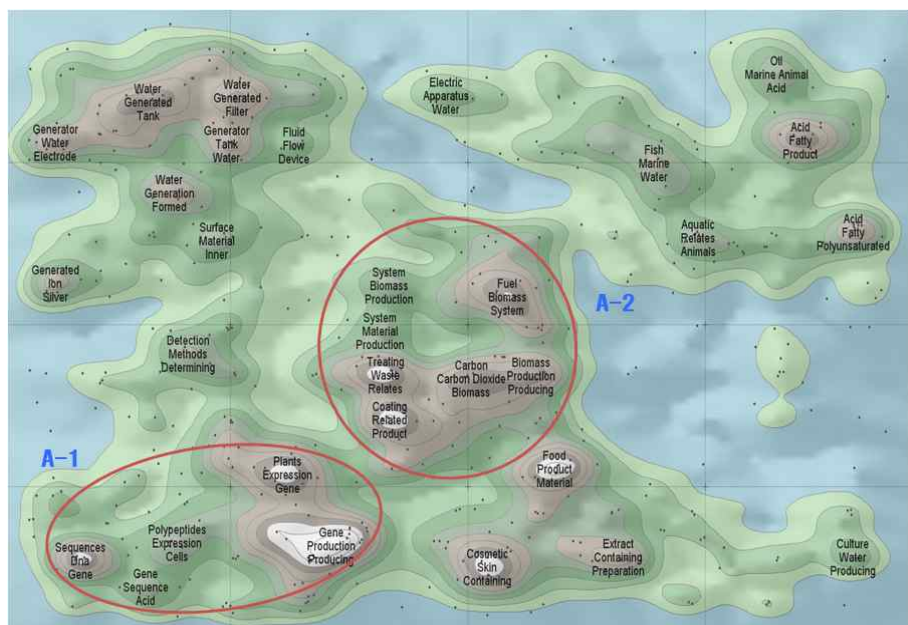 Water
Generated
Tank
Water
Generated
Filter
Electric
Apparatus
Water
Oil
Marine Animal
Acid
Generator
Water
Electrode
Generator
Tank
Water
Fluid
Flow
Device
Acid
Fatty
Product
Fish
Marine
Water
Water
Generation
Formed
Surface
Material
Inner
Aquatic
Relates
Animals
Acid
Fatty
Polyunsaturated
Generated
Ion
Silver
System
Biomass
Production
Fuel
Biomass
System
A-2
System
Material
Production
Detection
Methods
Determining
Treating
Waste
Relates
Carbon
Carbon Dioxide
Biomass
Biomass
Production
Producing
Coating
Related
Product
A-1
Plants
Expression
Gene
Food
Product
Material
Polypeptides
Expression
Cells
Gene
Production
Producing
Sequences
Dna
Gene
Gene
Sequence
Acid
Cosmetic
Skin
Containing
Extract
Containing
Preparation
Culture
Water
Producing